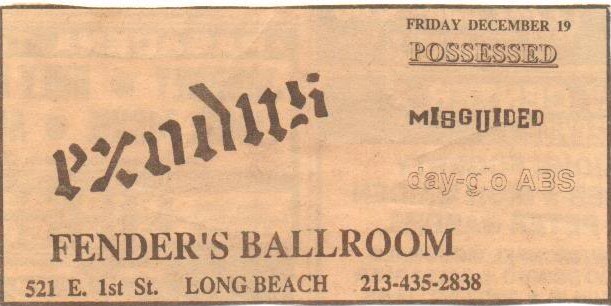 FRIDAY DECEMBER 19
POSSESSED
exodus
MISGUIDED
day-glo ABS
FENDER'S BALLROOM
521 E. 1st St. LONG BEACH 213-435-2838